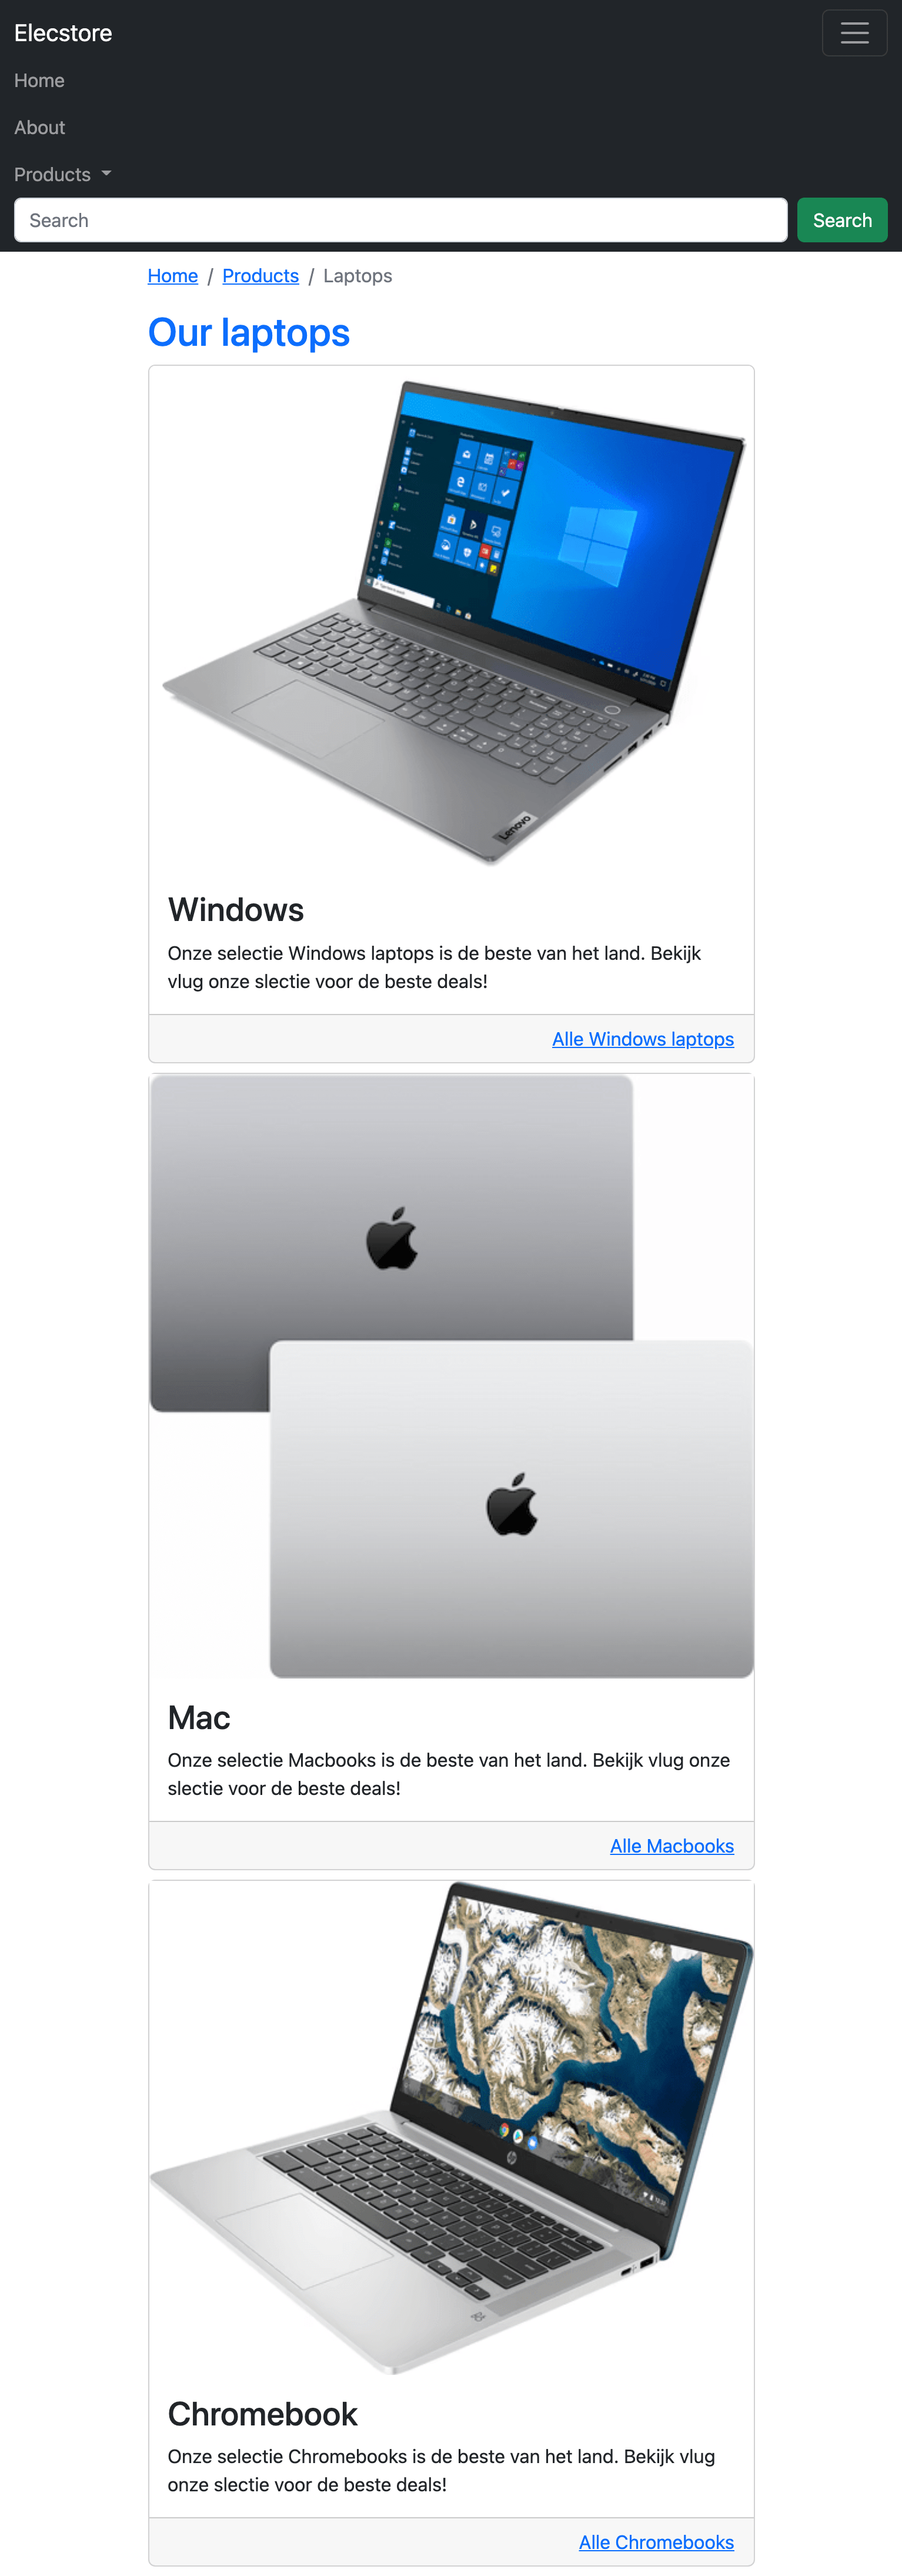 Elecstore
Home
About
Products
Search
Search
Home / Products / Laptops
Our laptops
Lenovo
Windows
Onze selectie Windows laptops is de beste van het land. Bekijk
vlug onze slectie voor de beste deals!
Alle Windows laptops
Mac
Onze selectie Macbooks is de beste van het land. Bekijk vlug onze
slectie voor de beste deals!
Alle Macbooks
hp
Chromebook
Onze selectie Chromebooks is de beste van het land. Bekijk vlug
onze slectie voor de beste deals!
Alle Chromebooks